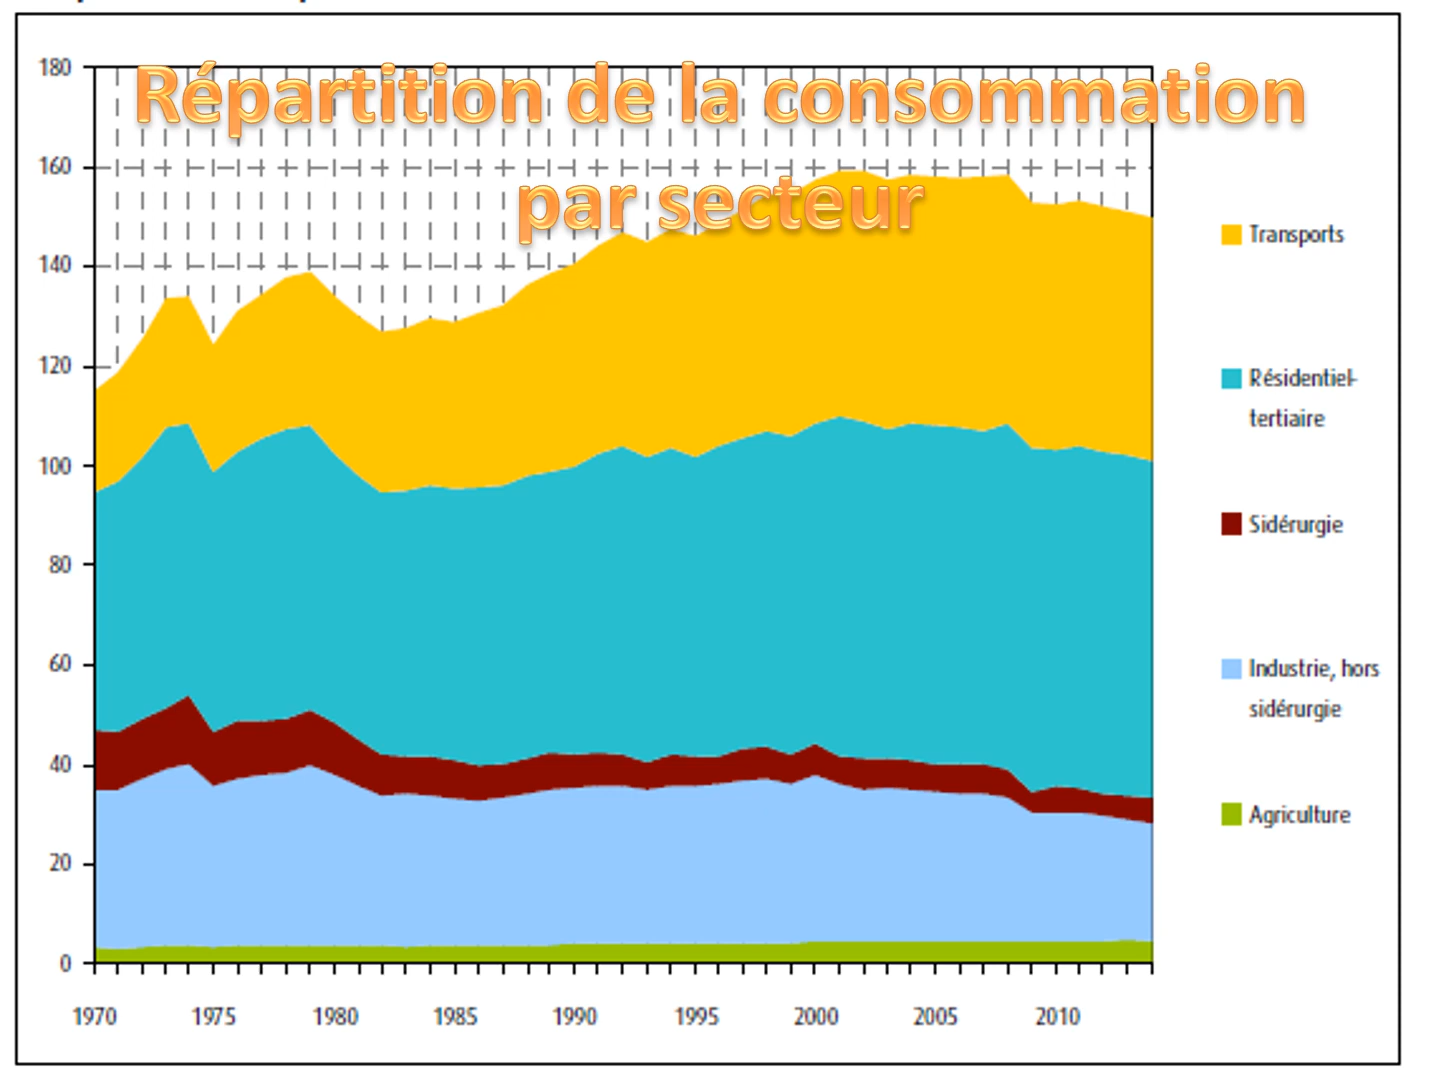 Répartition de la consommation
par secteur
180
160
140
120
100
80
60
40
20
0
1970 1975 1980 1985 1990 1995 2000 2005 2010
Transports
Résidentiel-
tertiaire
Sidérurgie
Industrie, hors
sidérurgie
Agriculture